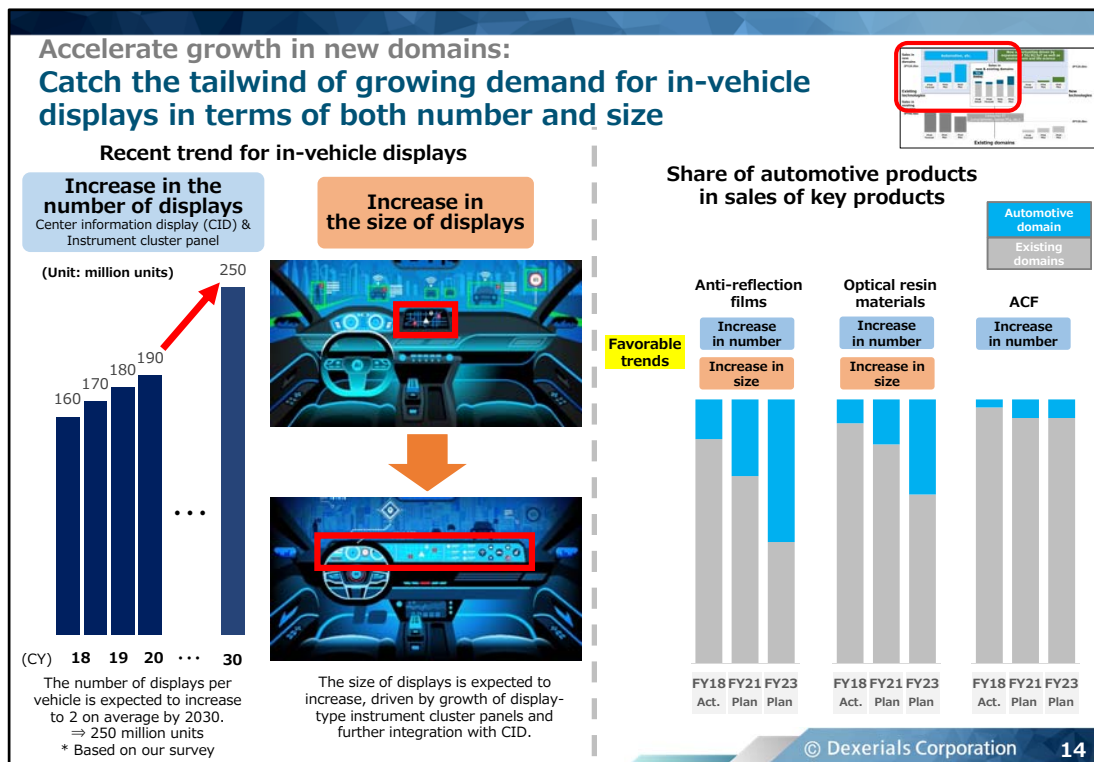 Accelerate growth in new domains:
Catch the tailwind of growing demand for in-vehicle
displays in terms of both number and size
Recent trend for in-vehicle displays
Increase in the
number of displays
Center information display (CID) &
Instrument cluster panel
(Unit: million units)
160
170
180
190
250
• • •
(CY)
18
19
20
• • •
30
The number of displays per
vehicle is expected to increase
to 2 on average by 2030.
⇒ 250 million units
* Based on our survey
Increase in
the size of displays
The size of displays is expected to
increase, driven by growth of display-
type instrument cluster panels and
further integration with CID.
Existing domains
Share of automotive products
in sales of key products
Automotive
domain
Existing
domains
Favorable
trends
Anti-reflection
films
Increase
in number
Increase in
size
FY18 FY21 FY23
Act. Plan Plan
Optical resin
materials
Increase
in number
Increase in
size
FY18 FY21 FY23
Act. Plan Plan
ACF
Increase
in number
FY18 FY21 FY23
Act. Plan Plan
© Dexerials Corporation
14